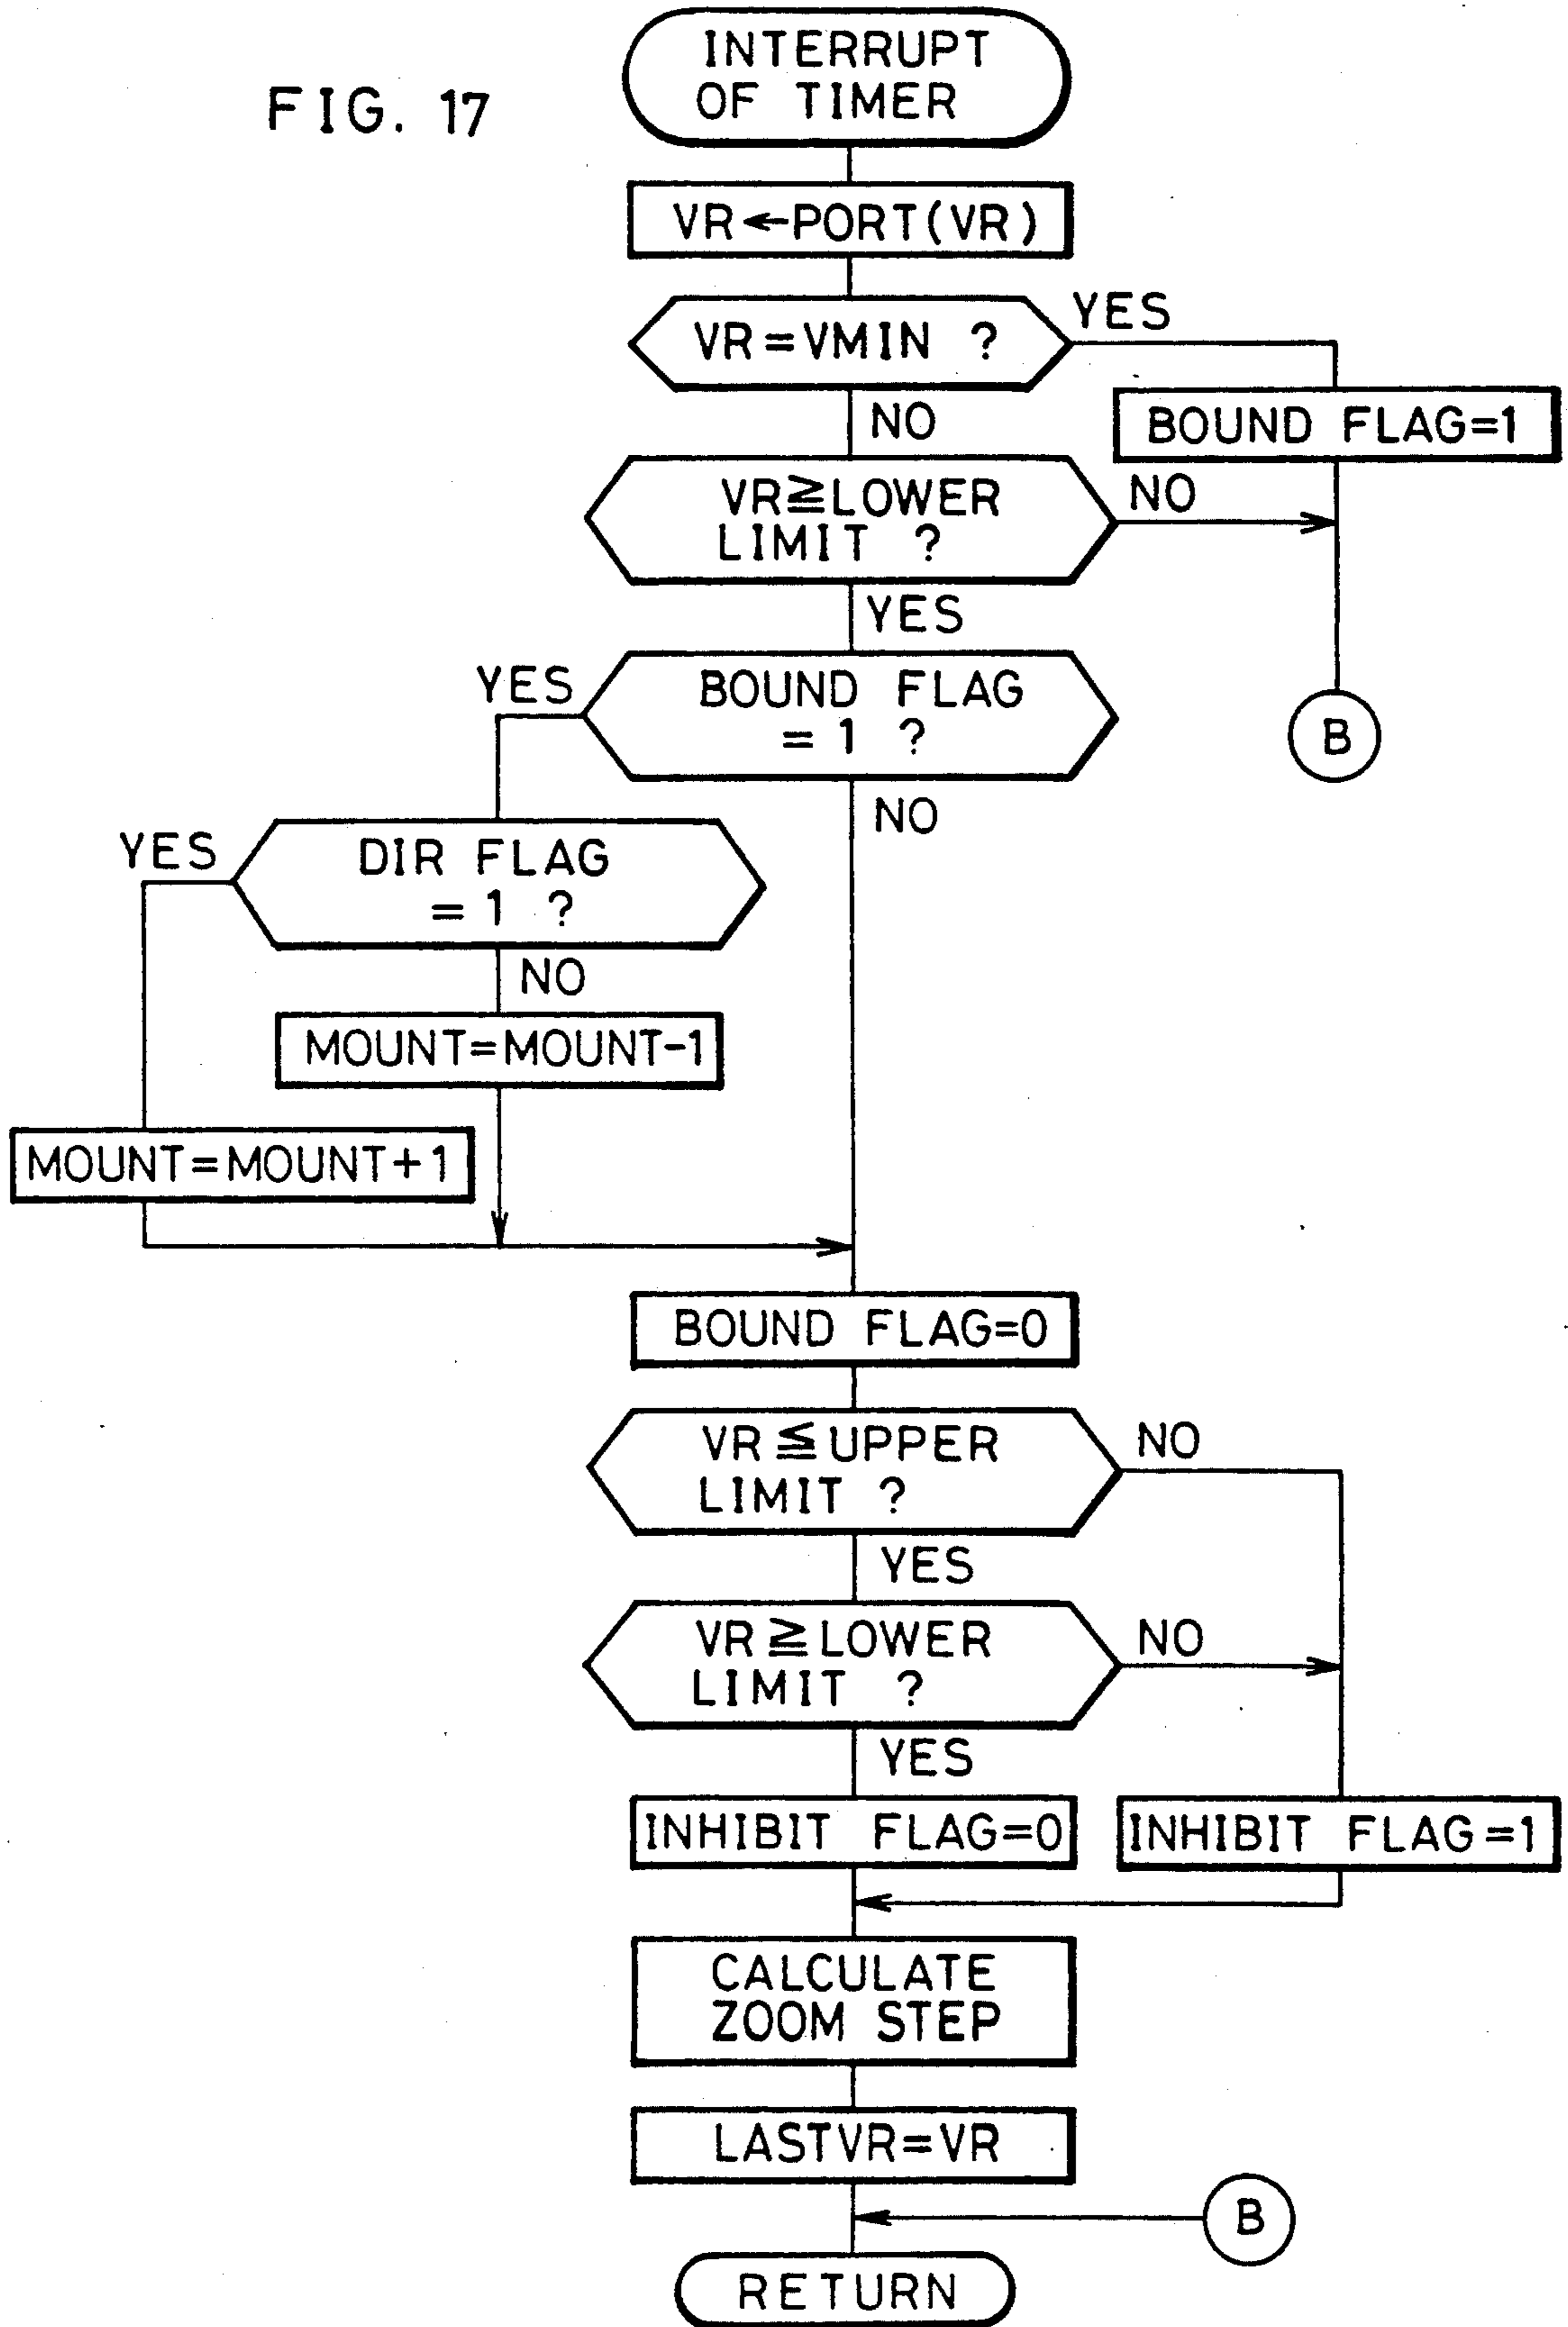 FIG. 17
INTERRUPT
OF TIMER
VR←PORT(VR)
VR=VMIN ?
YES
NO
BOUND FLAG=1
VR≧LOWER
LIMIT ?
NO
YES
BOUND FLAG
= 1 ?
YES
NO
B
DIR FLAG
= 1 ?
YES
NO
MOUNT=MOUNT-1
MOUNT=MOUNT+1
BOUND FLAG=0
VR≦UPPER
LIMIT ?
NO
YES
VR≧LOWER
LIMIT ?
NO
YES
INHIBIT FLAG=0
INHIBIT FLAG=1
CALCULATE
ZOOM STEP
LASTVR=VR
B
RETURN